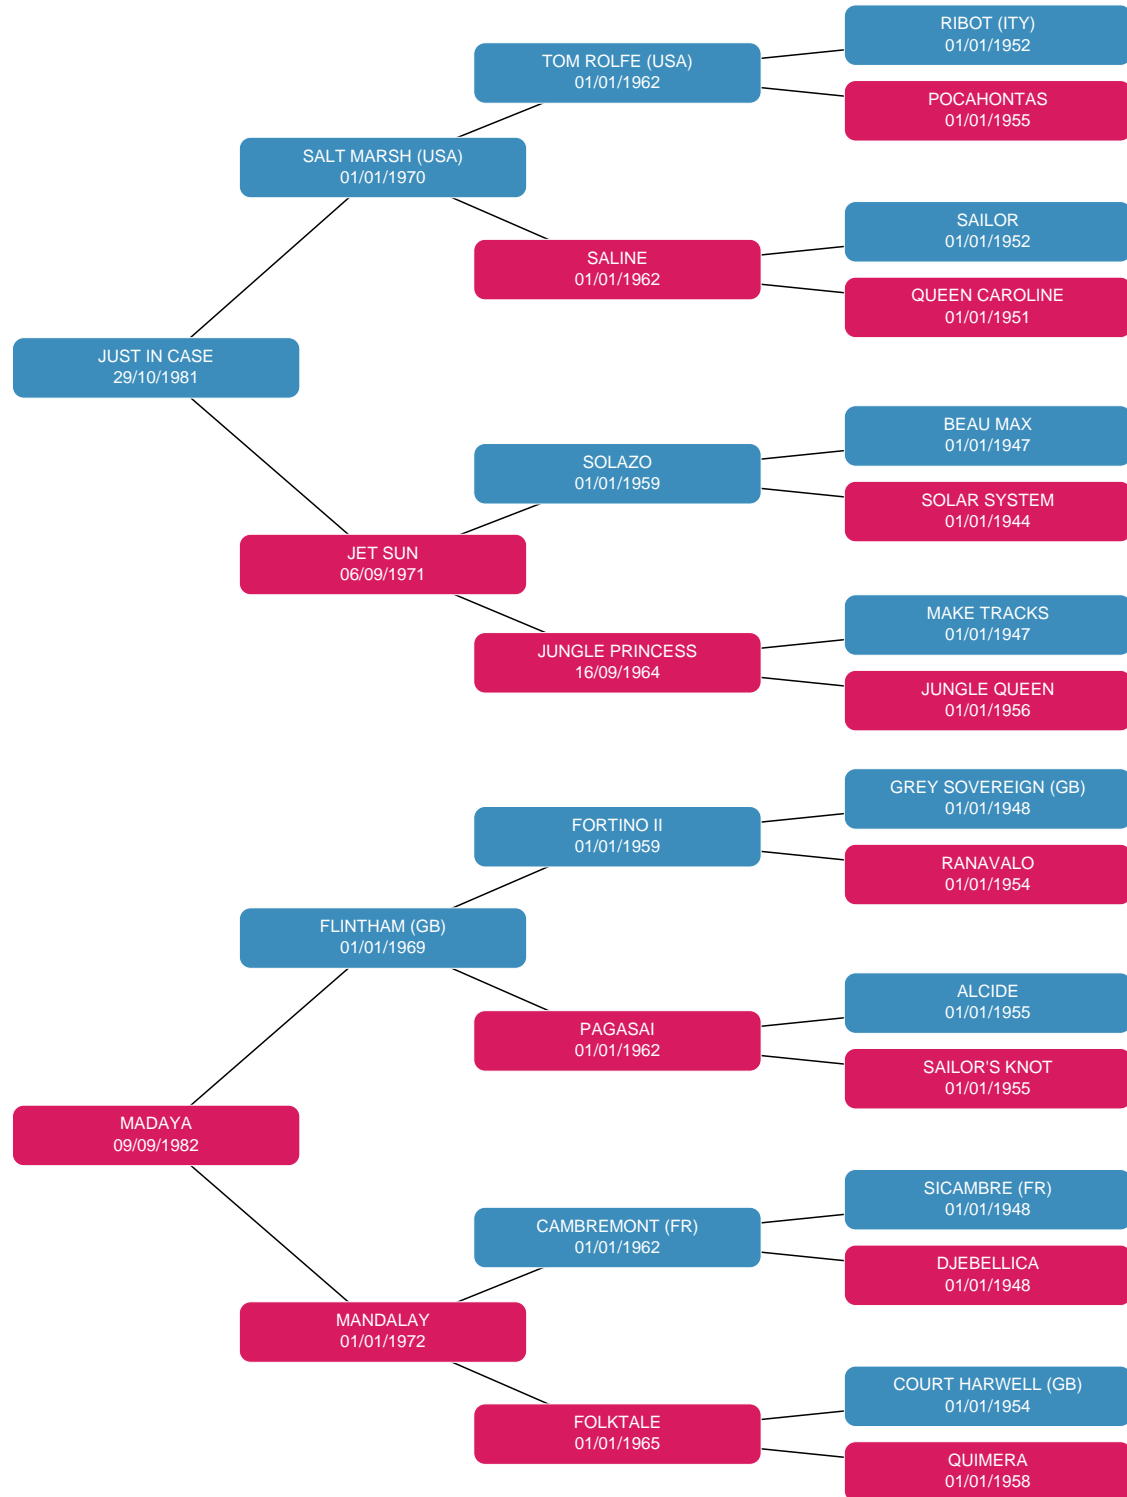 RIBOT (ITY)
01/01/1952
TOM ROLFE (USA)
01/01/1962
POCAHONTAS
01/01/1955
SALT MARSH (USA)
01/01/1970
SAILOR
01/01/1952
SALINE
01/01/1962
QUEEN CAROLINE
01/01/1951
JUST IN CASE
29/10/1981
BEAU MAX
01/01/1947
SOLAZO
01/01/1959
SOLAR SYSTEM
01/01/1944
JET SUN
06/09/1971
MAKE TRACKS
01/01/1947
JUNGLE PRINCESS
16/09/1964
JUNGLE QUEEN
01/01/1956
GREY SOVEREIGN (GB)
01/01/1948
FORTINO II
01/01/1959
RANAVALO
01/01/1954
FLINTHAM (GB)
01/01/1969
ALCIDE
01/01/1955
PAGASAI
01/01/1962
SAILOR'S KNOT
01/01/1955
MADAYA
09/09/1982
SICAMBRE (FR)
01/01/1948
CAMBREMONT (FR)
01/01/1962
DJEBELLICA
01/01/1948
MANDALAY
01/01/1972
COURT HARWELL (GB)
01/01/1954
FOLKTALE
01/01/1965
QUIMERA
01/01/1958